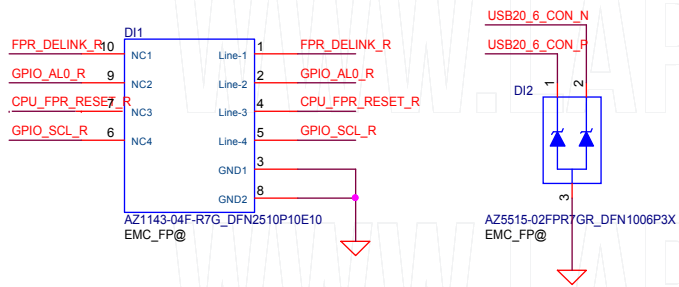 DI1
FPR_DELINK_R 10 NC1 Line-1 1 FPR_DELINK_R
GPIO_AL0_R 9 NC2 Line-2 2 GPIO_AL0_R
CPU_FPR_RESET_R 7 NC3 Line-3 4 CPU_FPR_RESET_R
GPIO_SCL_R 6 NC4 Line-4 5 GPIO_SCL_R
GND1 3
GND2 8
AZ1143-04F-R7G_DFN2510P10E10
EMC_FP@
USB20_6_CON_N
USB20_6_CON_P
1 2
DI2
3
AZ5515-02FPR7GR_DFN1006P3X
EMC_FP@